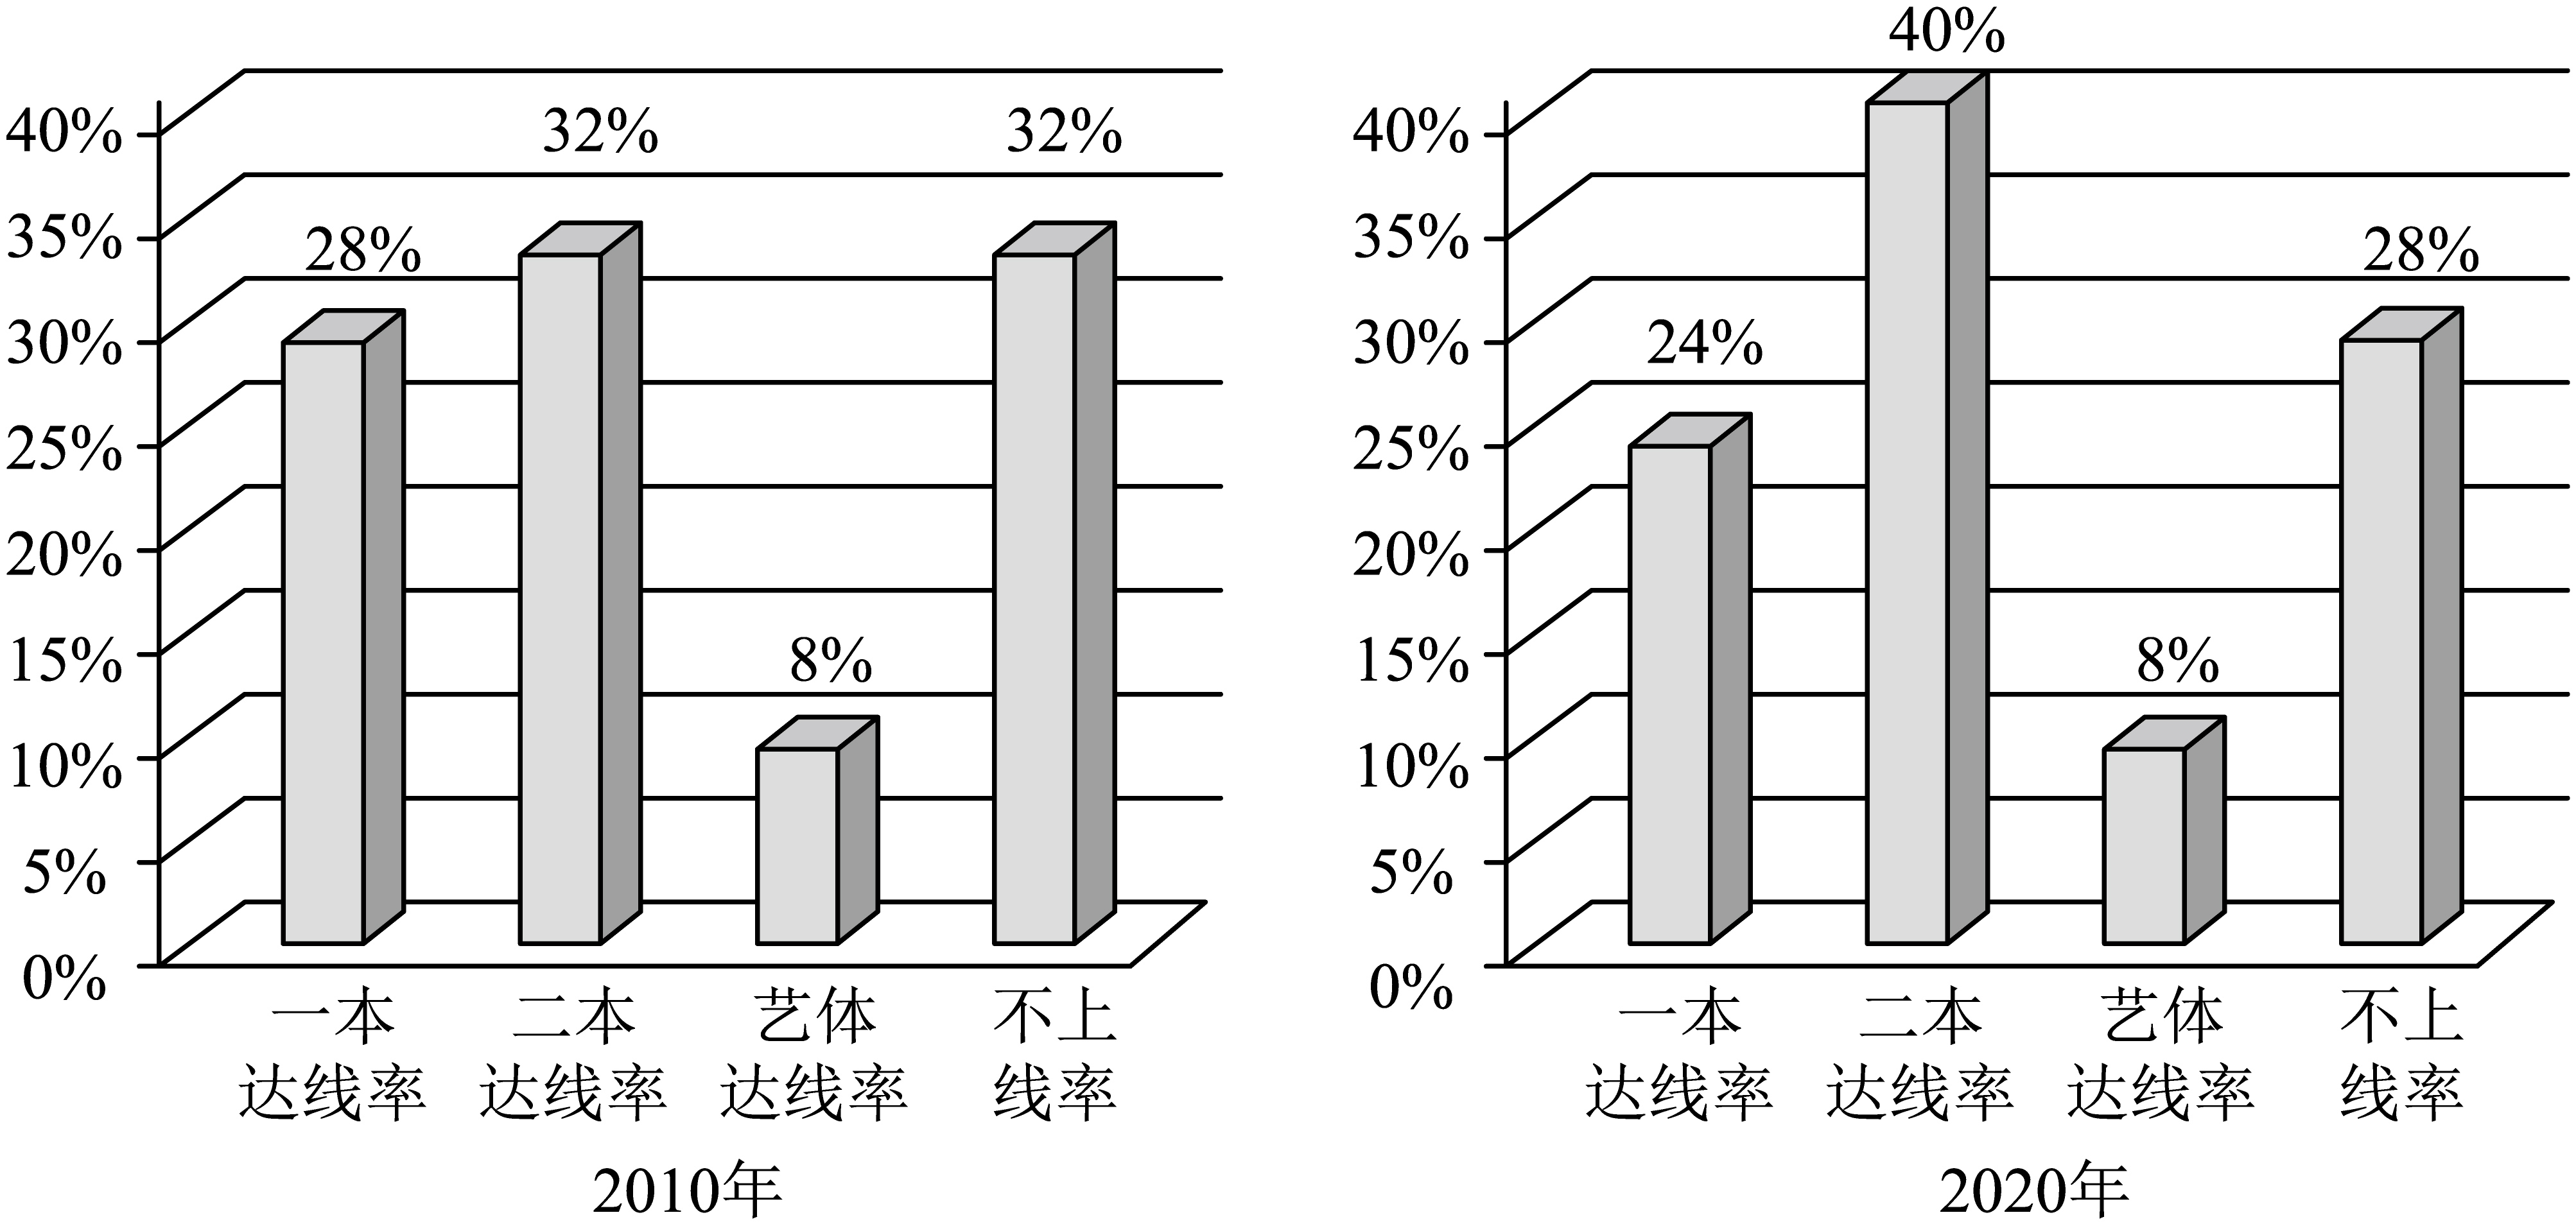 40%
35%
30%
25%
20%
15%
10%
5%
0%
28%
32%
8%
32%
一本
达线率
二本
达线率
艺体
达线率
不上
线率
2010年
40%
35%
30%
25%
20%
15%
10%
5%
0%
24%
40%
8%
28%
一本
达线率
二本
达线率
艺体
达线率
不上
线率
2020年